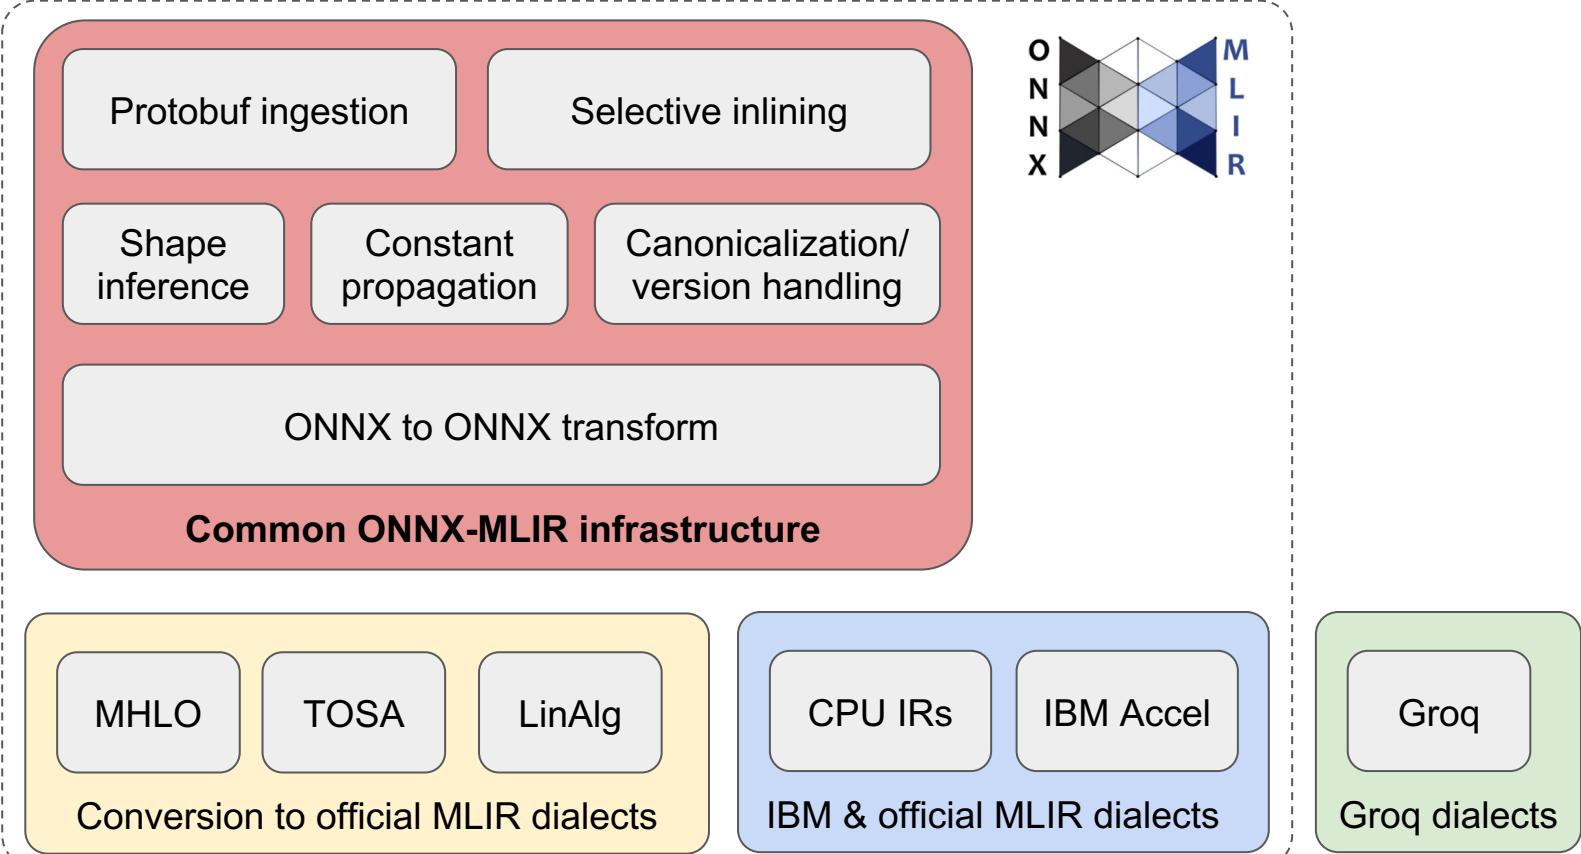 Protobuf ingestion
Selective inlining
O
N
N
X
M
L
I
R
Shape
inference
Constant
propagation
Canonicalization/
version handling
ONNX to ONNX transform
Common ONNX-MLIR infrastructure
MHLO
TOSA
LinAlg
Conversion to official MLIR dialects
CPU IRs
IBM Accel
IBM & official MLIR dialects
Groq
Groq dialects